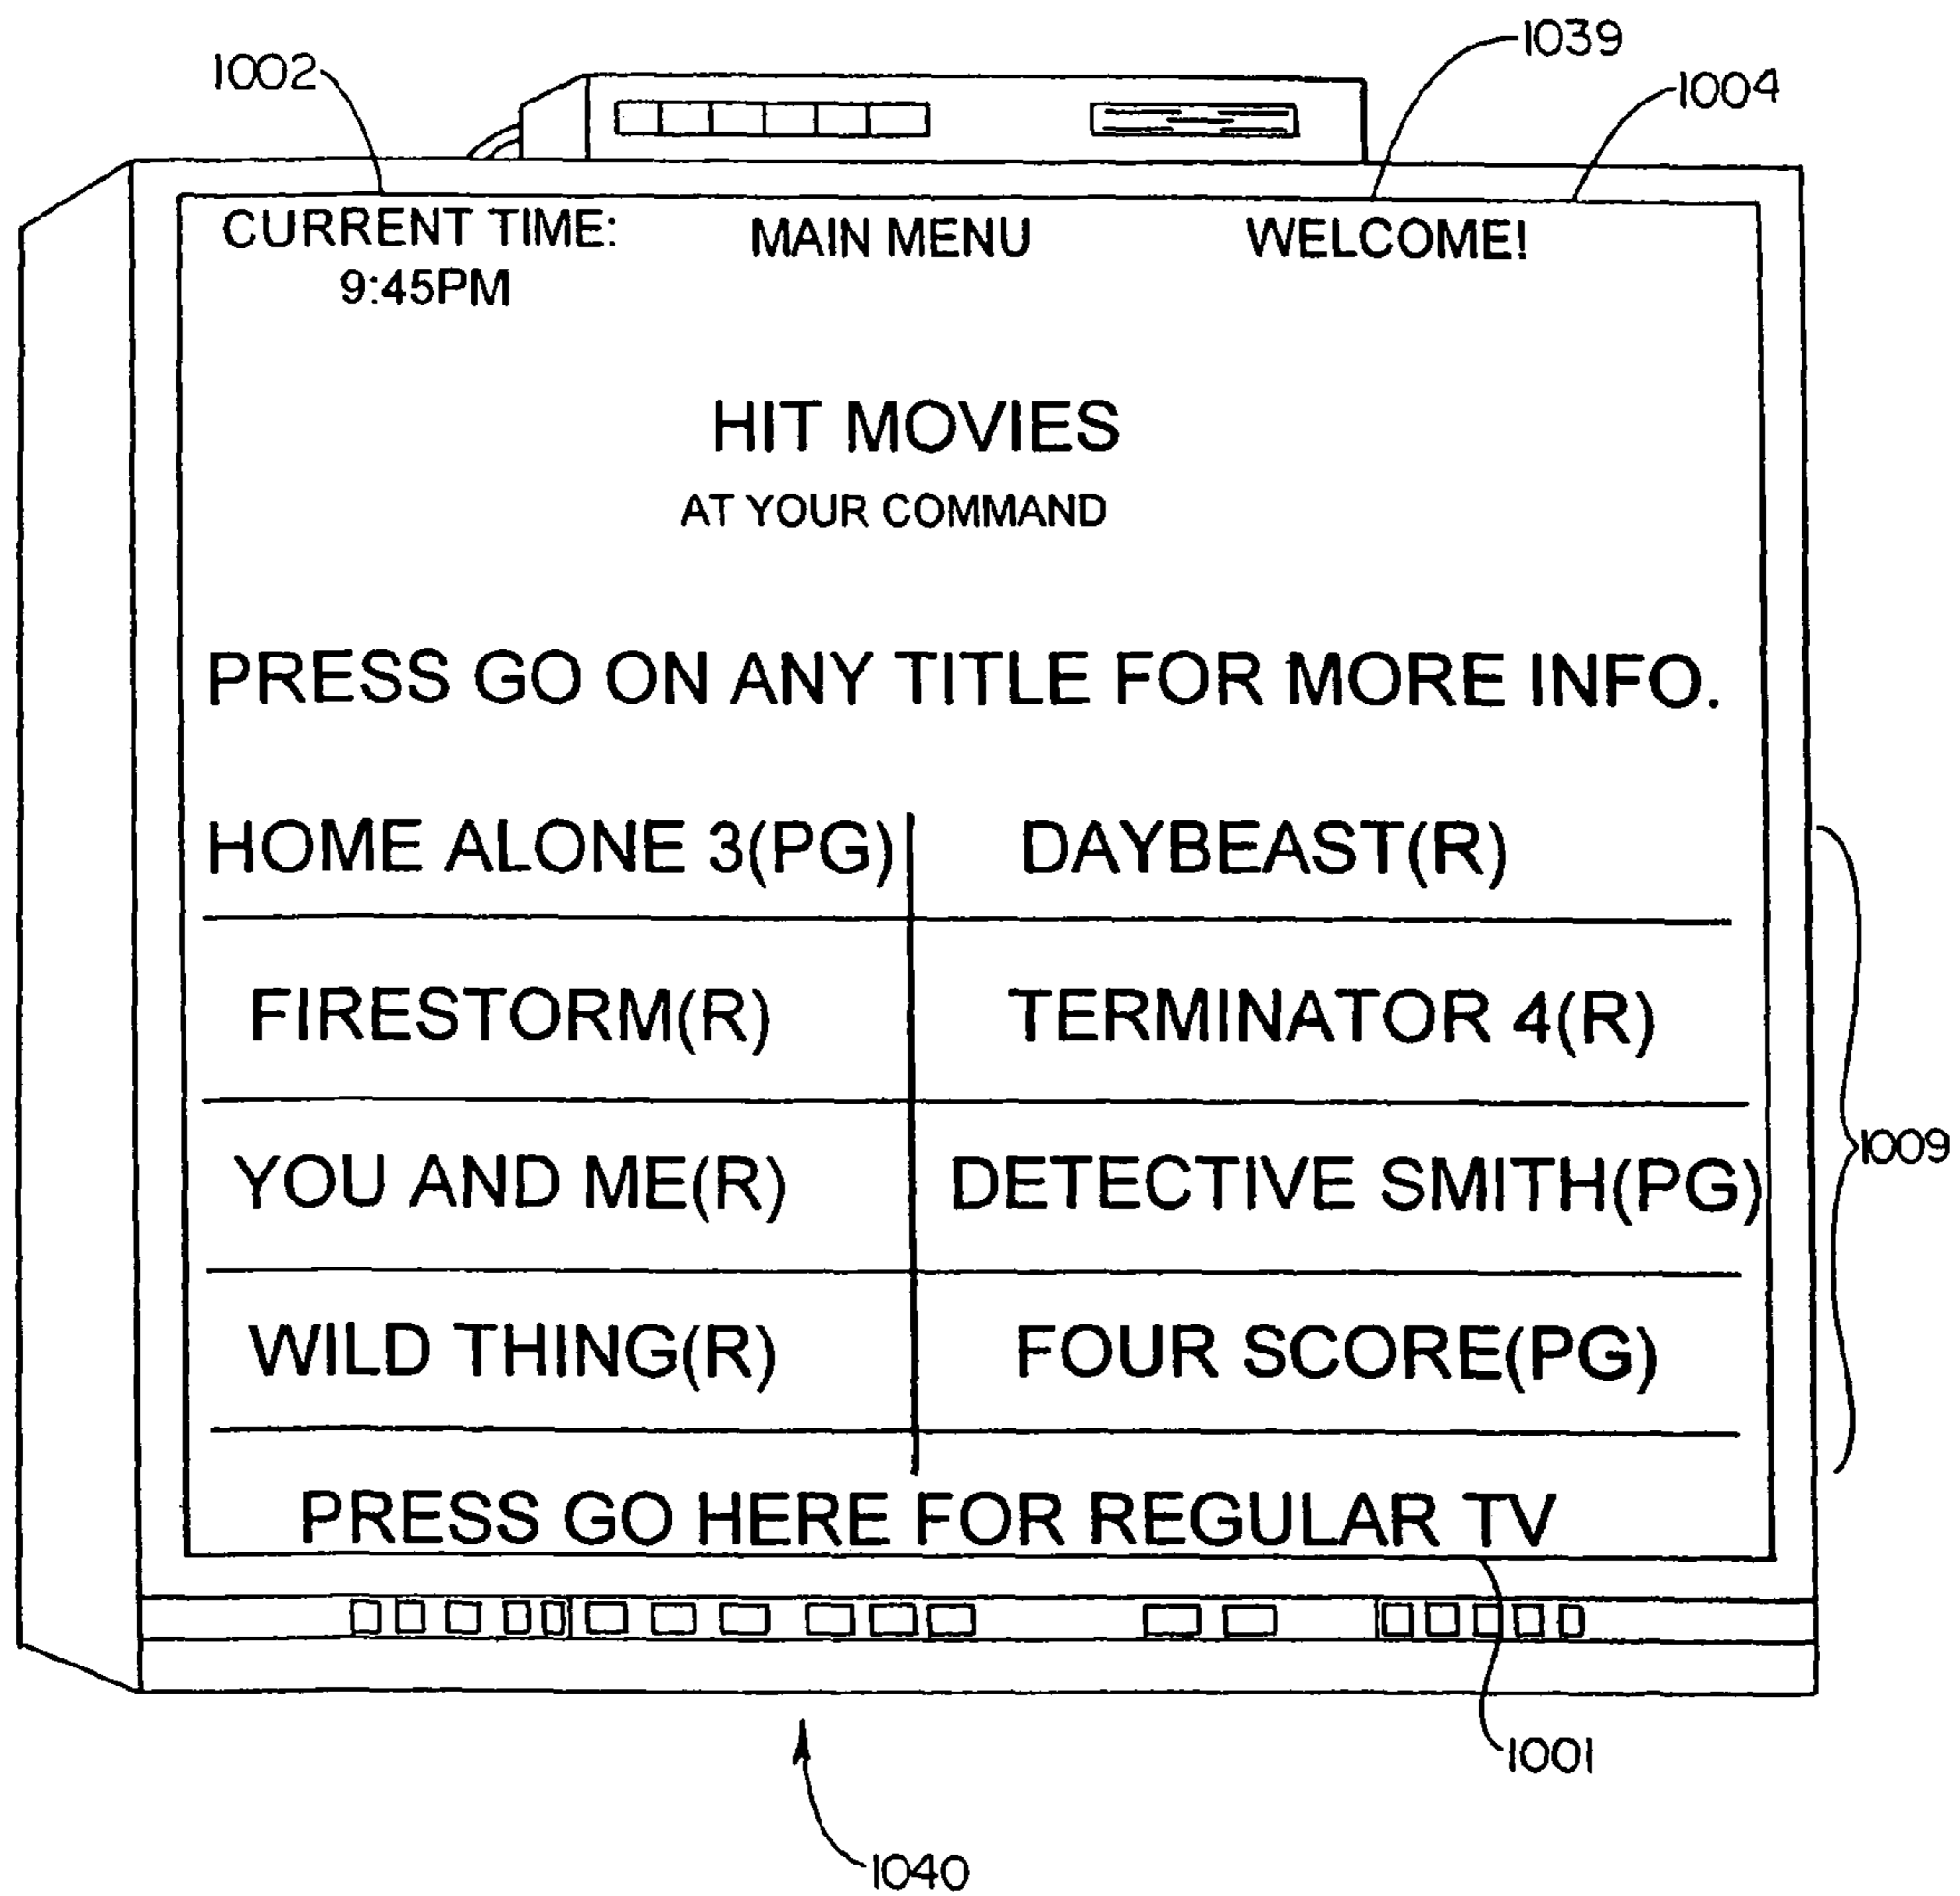 1002
1039
1004
CURRENT TIME: MAIN MENU WELCOME!
9:45PM
HIT MOVIES
AT YOUR COMMAND
PRESS GO ON ANY TITLE FOR MORE INFO.
HOME ALONE 3(PG) DAYBEAST(R)
FIRESTORM(R) TERMINATOR 4(R)
1009
YOU AND ME(R) DETECTIVE SMITH(PG)
WILD THING(R) FOUR SCORE(PG)
PRESS GO HERE FOR REGULAR TV
1001
1040